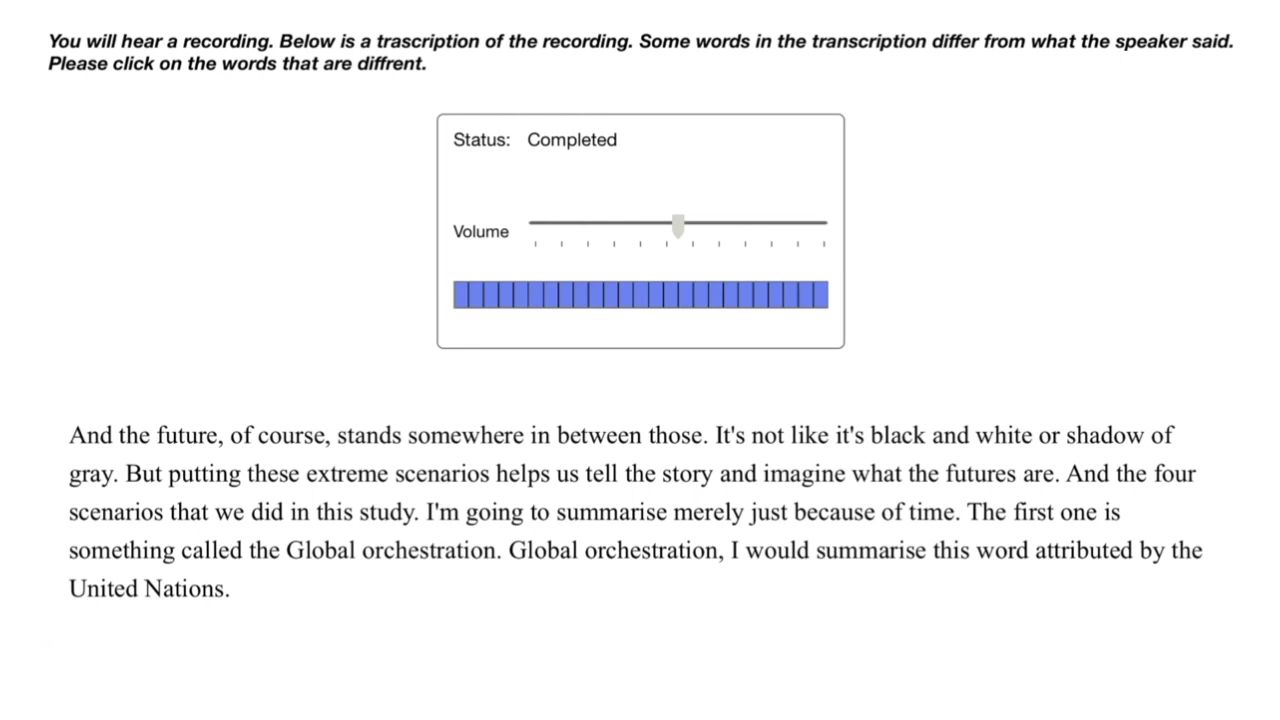 You will hear a recording. Below is a trascription of the recording. Some words in the transcription differ from what the speaker said.
Please click on the words that are diffrent.
Status: Completed
Volume
And the future, of course, stands somewhere in between those. It's not like it's black and white or shadow of
gray. But putting these extreme scenarios helps us tell the story and imagine what the futures are. And the four
scenarios that we did in this study. I'm going to summarise merely just because of time. The first one is
something called the Global orchestration. Global orchestration, I would summarise this word attributed by the
United Nations.